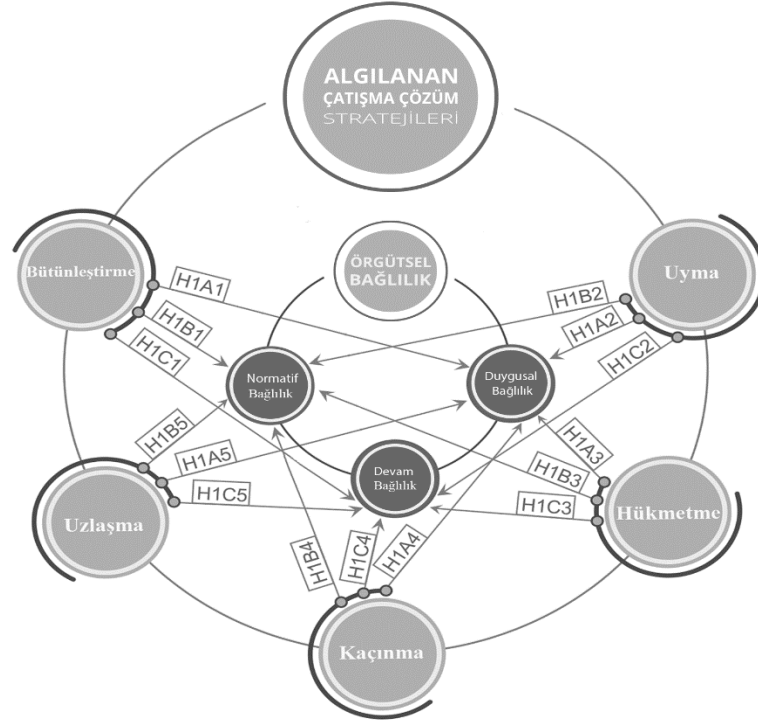 ALGILANAN
ÇATIŞMA ÇÖZÜM
STRATEJİLERİ
ÖRGÜTSEL
BAĞLILIK
Bütünleştirme
Uyma
H1A1
H1B1
H1C1
H1B2
H1A2
H1C2
Normatif
Bağlılık
Duygusal
Bağlılık
Devam
Bağlılık
H1B5
H1A5
H1C5
H1A3
H1B3
H1C3
Uzlaşma
Hükmetme
H1B4
H1C4
H1A4
Kaçınma